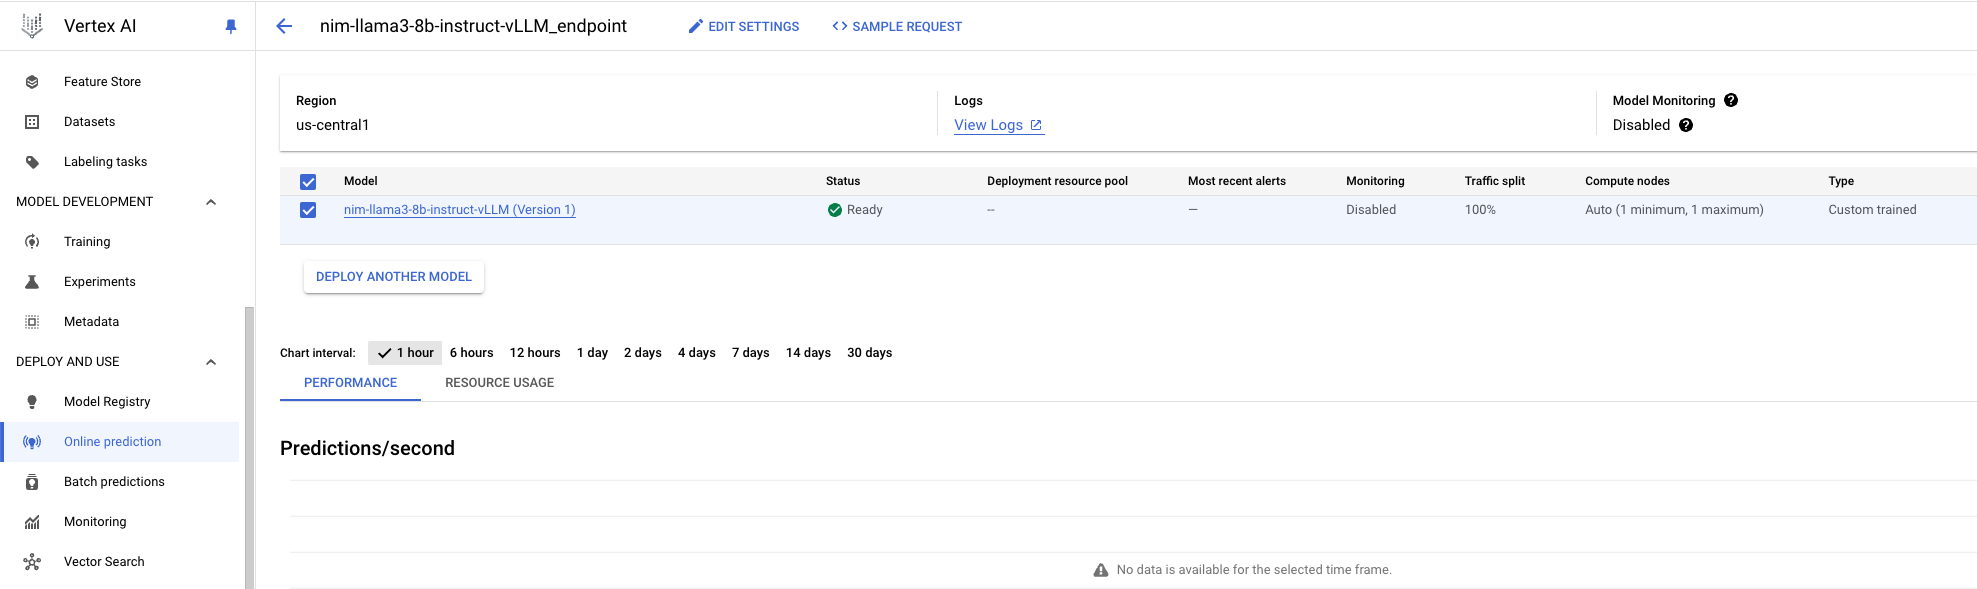 Vertex AI
Feature Store
Datasets
Labeling tasks
MODEL DEVELOPMENT
Training
Experiments
Metadata
DEPLOY AND USE
Model Registry
Online prediction
Batch predictions
Monitoring
Vector Search
nim-llama3-8b-instruct-vLLM_endpoint EDIT SETTINGS <> SAMPLE REQUEST
Region Logs Model Monitoring ?
us-central1 View Logs Disabled ?
Model Status Deployment resource pool Most recent alerts Monitoring Traffic split Compute nodes Type
nim-llama3-8b-instruct-vLLM (Version 1) Ready -- — Disabled 100% Auto (1 minimum, 1 maximum) Custom trained
DEPLOY ANOTHER MODEL
Chart interval: 1 hour 6 hours 12 hours 1 day 2 days 4 days 7 days 14 days 30 days
PERFORMANCE RESOURCE USAGE
Predictions/second
No data is available for the selected time frame.